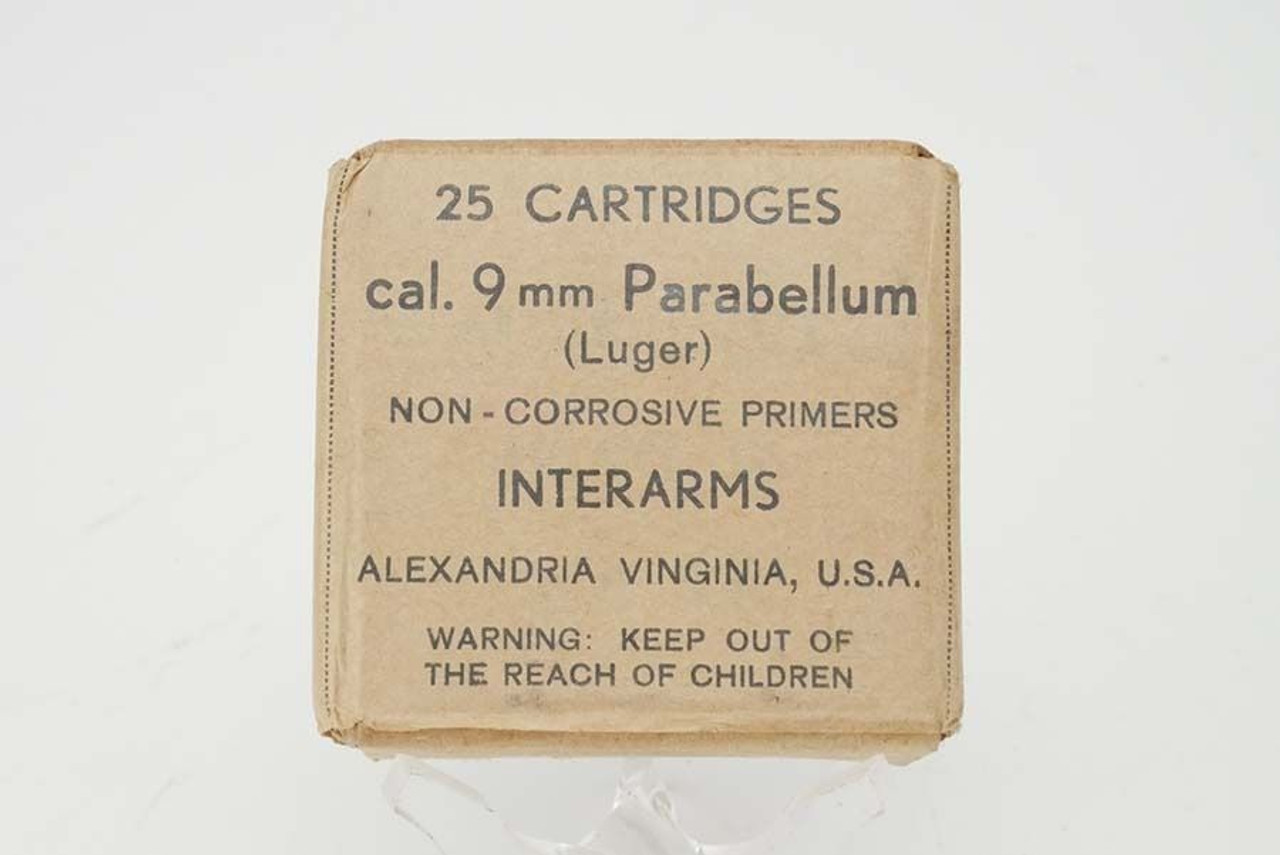 25 CARTRIDGES
cal. 9mm Parabellum
(Luger)
NON-CORROSIVE PRIMERS
INTERARMS
ALEXANDRIA VINGINIA, U.S.A.
WARNING: KEEP OUT OF
THE REACH OF CHILDREN